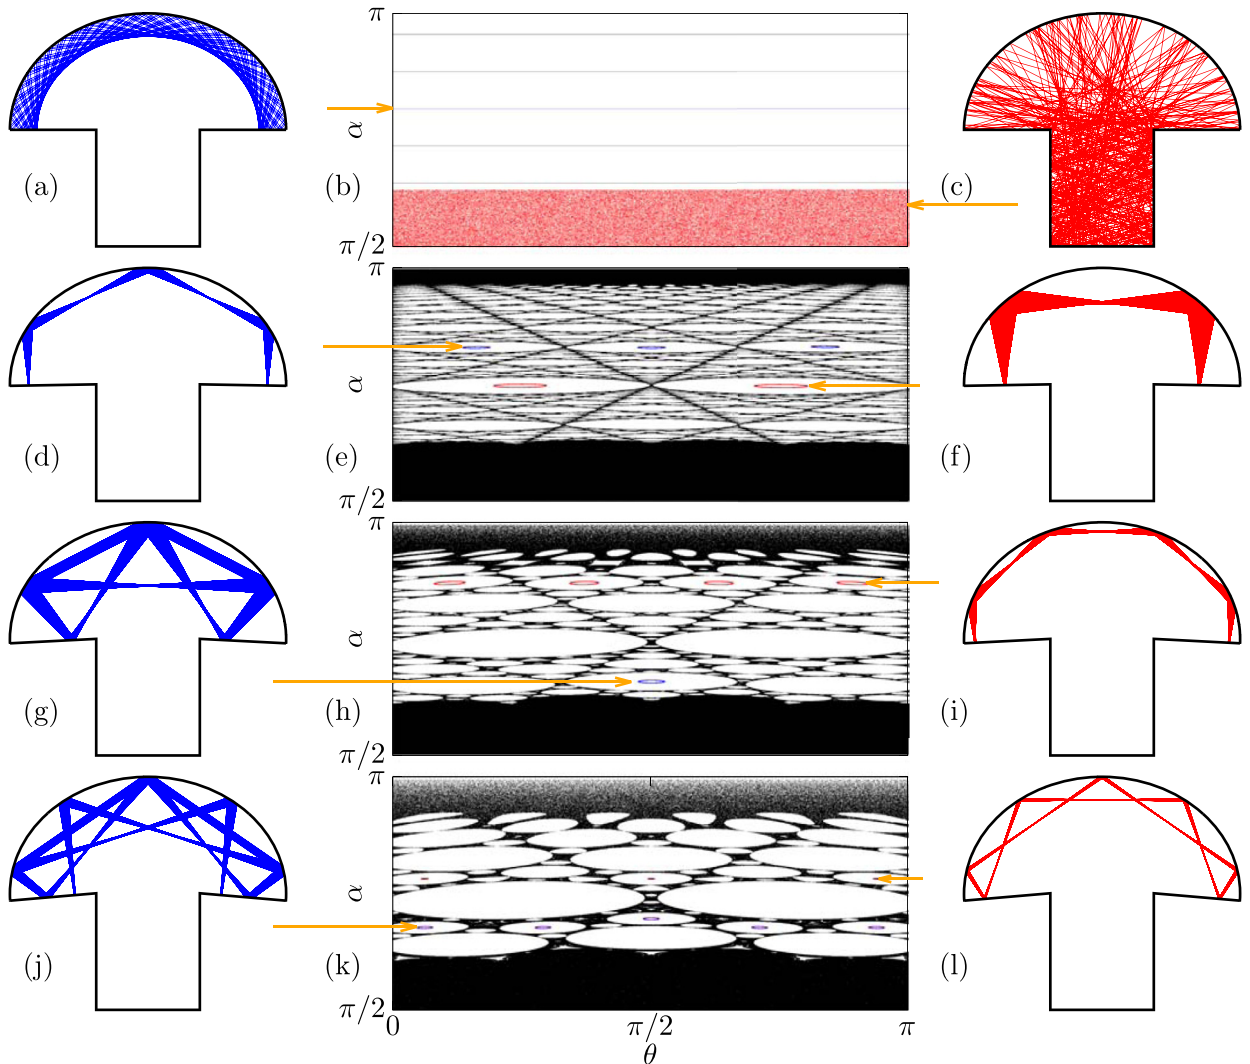 π
α
(a)
(b)
(c)
π/2
π
α
(d)
(e)
(f)
π/2
π
α
(g)
(h)
(i)
π/2
π
α
(j)
(k)
(l)
π/2
0
π/2
π
θ